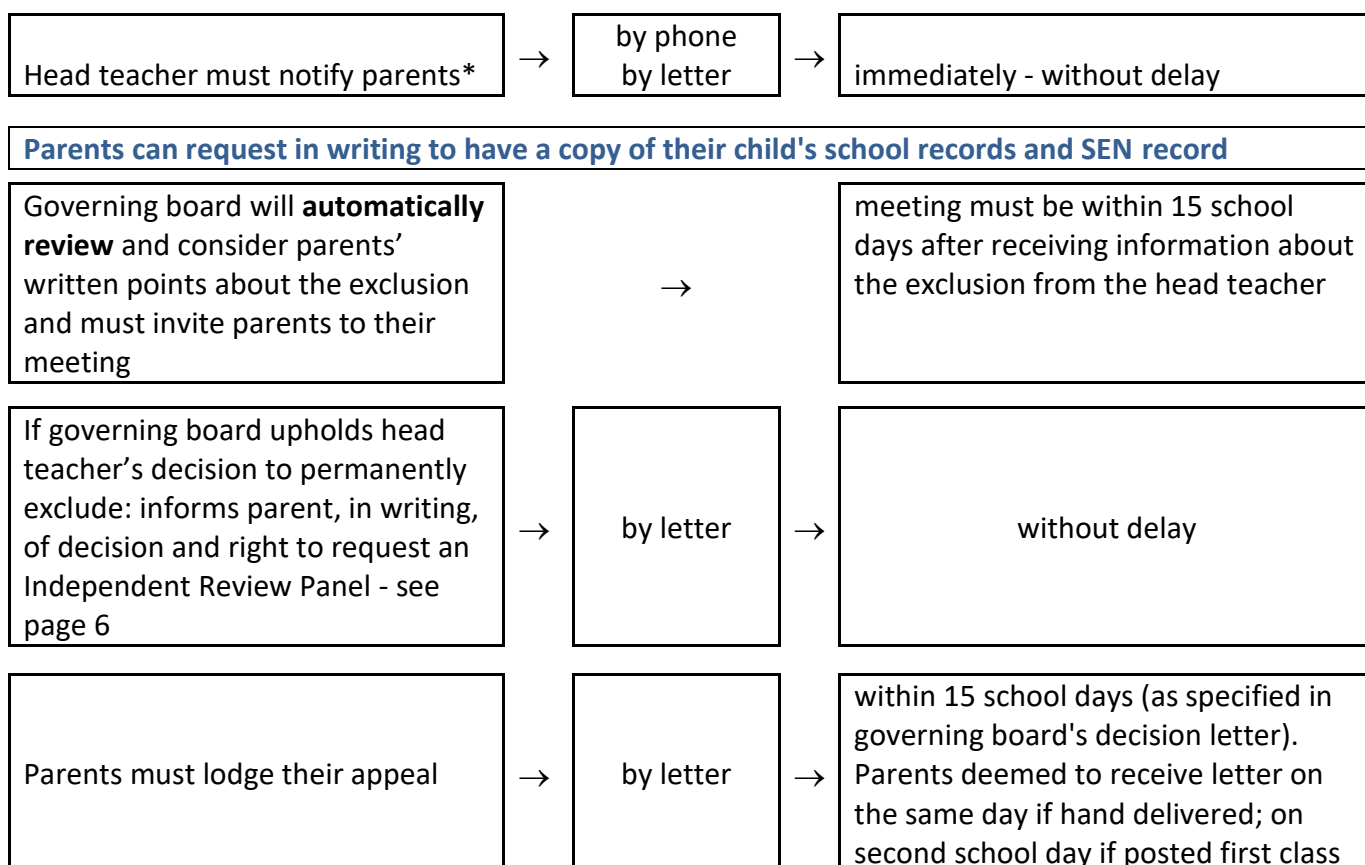 Head teacher must notify parents*
→
by phone
by letter
→
immediately - without delay
Parents can request in writing to have a copy of their child's school records and SEN record
Governing board will automatically
review and consider parents’
written points about the exclusion
and must invite parents to their
meeting
→
meeting must be within 15 school
days after receiving information about
the exclusion from the head teacher
If governing board upholds head
teacher’s decision to permanently
exclude: informs parent, in writing,
of decision and right to request an
Independent Review Panel - see
page 6
→
by letter
→
without delay
Parents must lodge their appeal
→
by letter
→
within 15 school days (as specified in
governing board's decision letter).
Parents deemed to receive letter on
the same day if hand delivered; on
second school day if posted first class